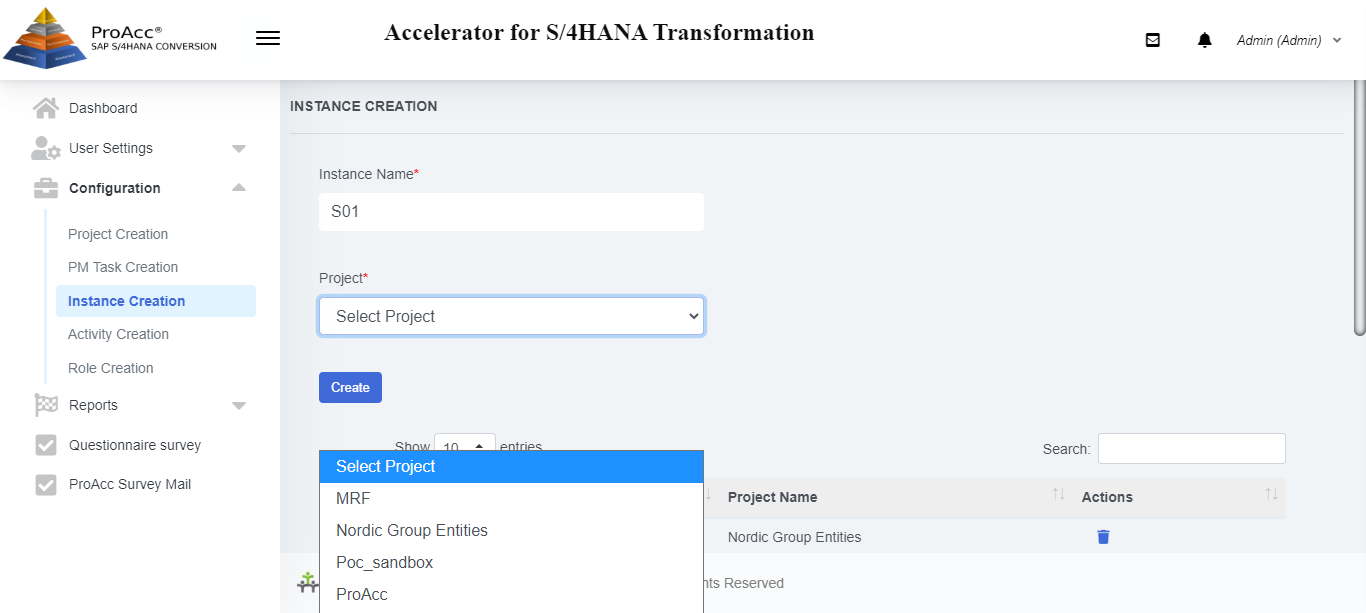 ProAcc®
SAP S/4HANA CONVERSION
Accelerator for S/4HANA Transformation
Admin (Admin)
Dashboard
User Settings
Configuration
Project Creation
PM Task Creation
Instance Creation
Activity Creation
Role Creation
Reports
Questionnaire survey
ProAcc Survey Mail
INSTANCE CREATION
Instance Name*
S01
Project*
Select Project
Create
Show 10 entries
Search:
Select Project
MRF
Nordic Group Entities
Poc_sandbox
ProAcc
Project Name
Actions
Nordic Group Entities
Reserved